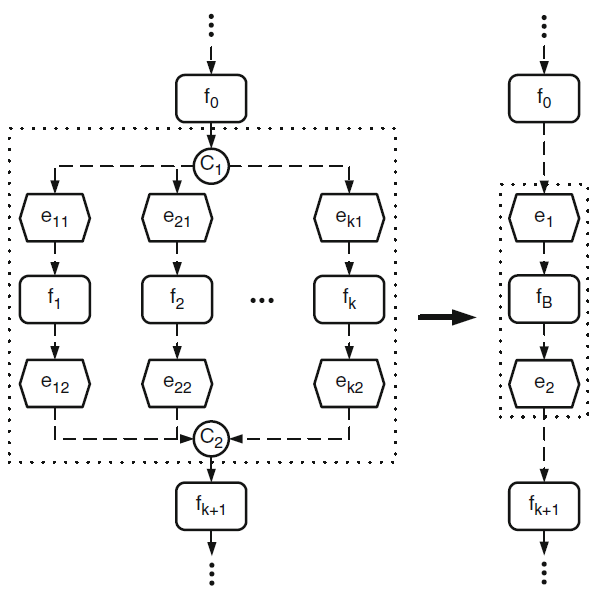 f0 f0
C1
e11 e21 ek1 e1
f1 f2 ... fk fB
e12 e22 ek2 e2
C2
fk+1 fk+1